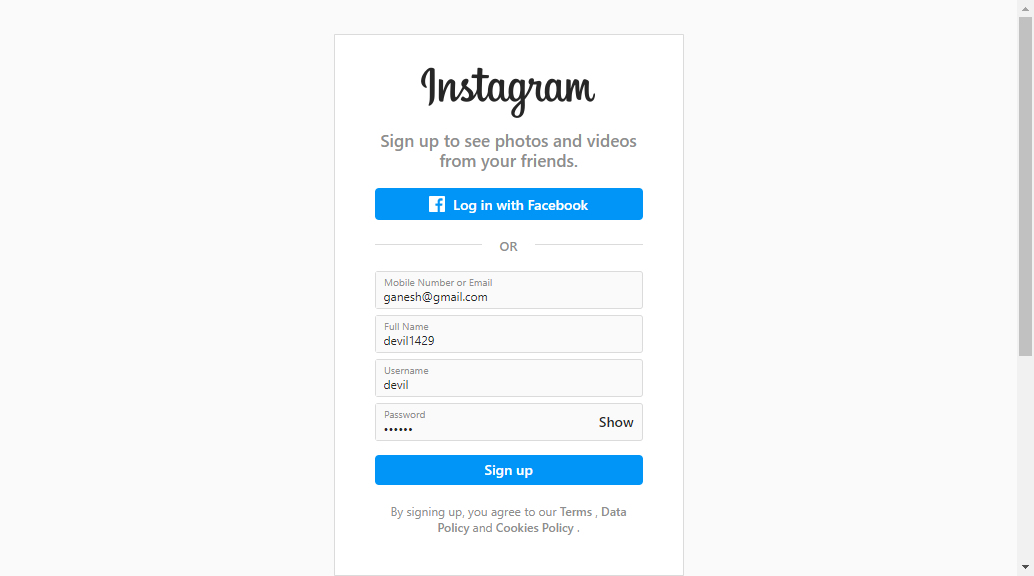 Instagram
Sign up to see photos and videos
from your friends.
Log in with Facebook
OR
Mobile Number or Email
ganesh@gmail.com
Full Name
devil1429
Username
devil
Password
••••••
Show
Sign up
By signing up, you agree to our Terms , Data
Policy and Cookies Policy .